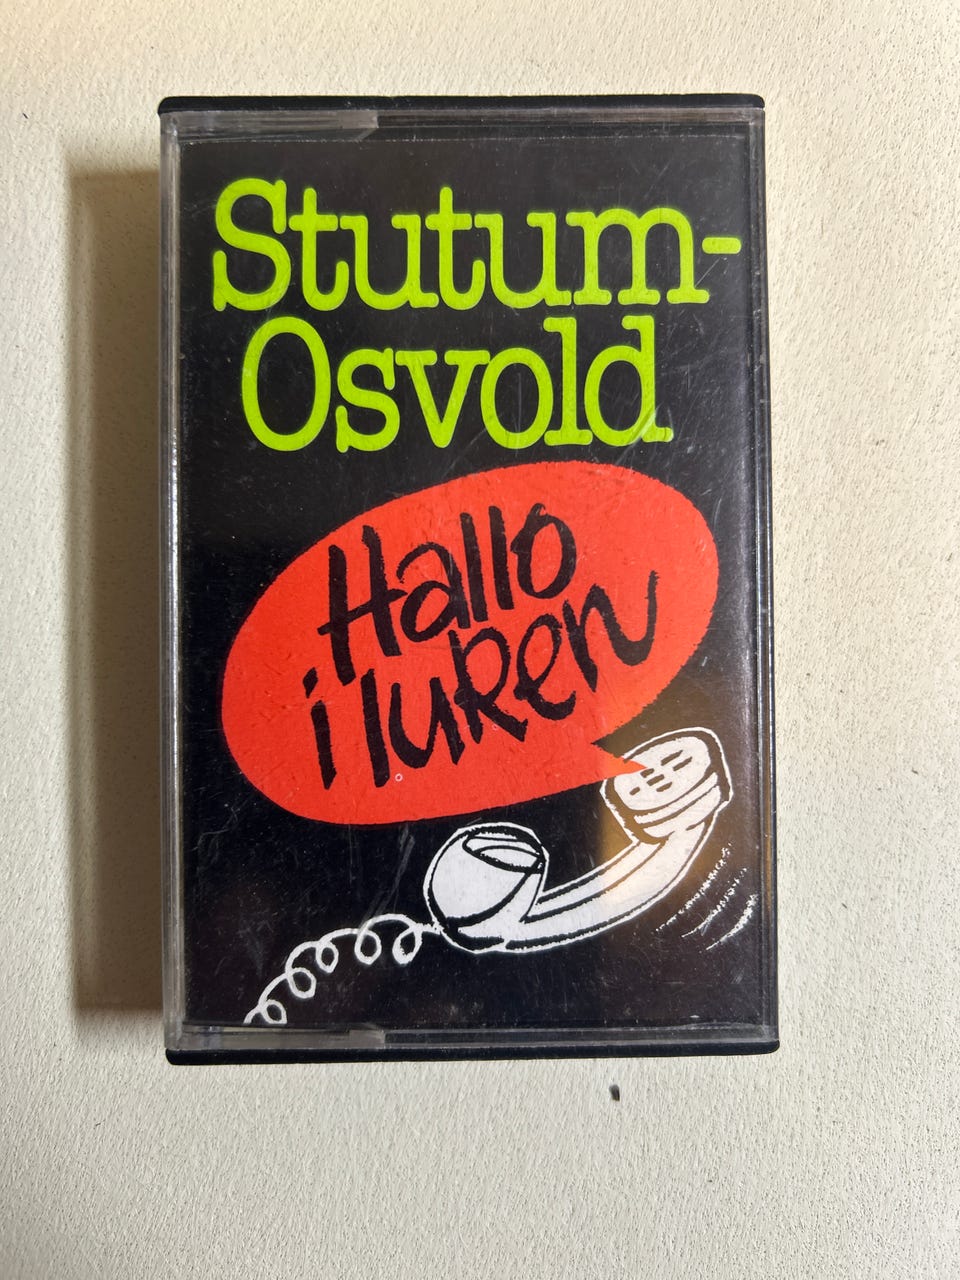 Stutum-
Osvold
Hallo
i luren